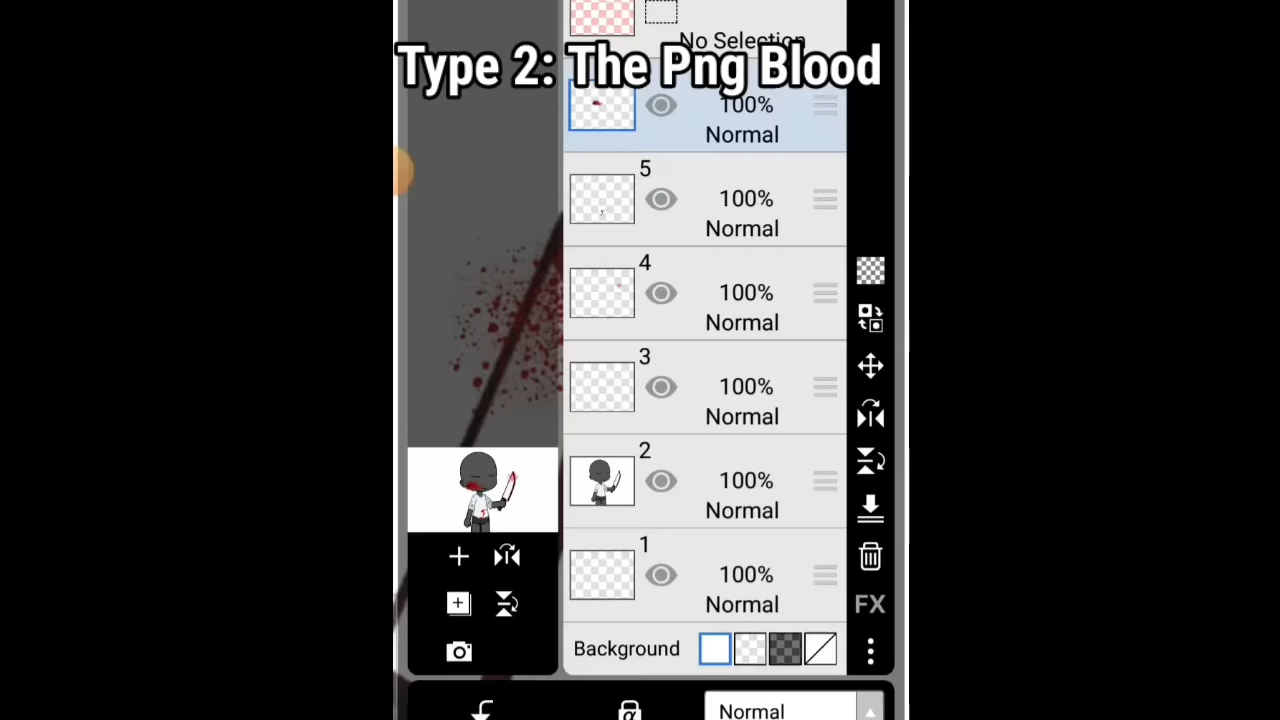 No Selection
Type 2: The Png Blood
100%
Normal
5
100%
Normal
4
100%
Normal
3
100%
Normal
2
100%
Normal
1
100%
Normal
Background
FX
α
Normal